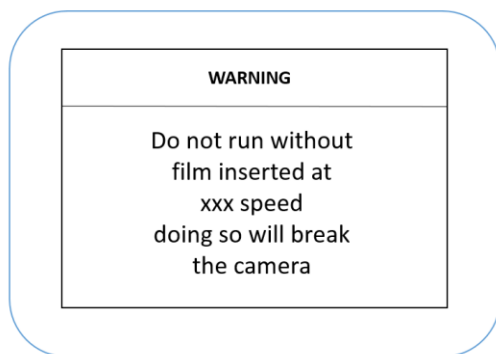 WARNING
Do not run without
film inserted at
xxx speed
doing so will break
the camera